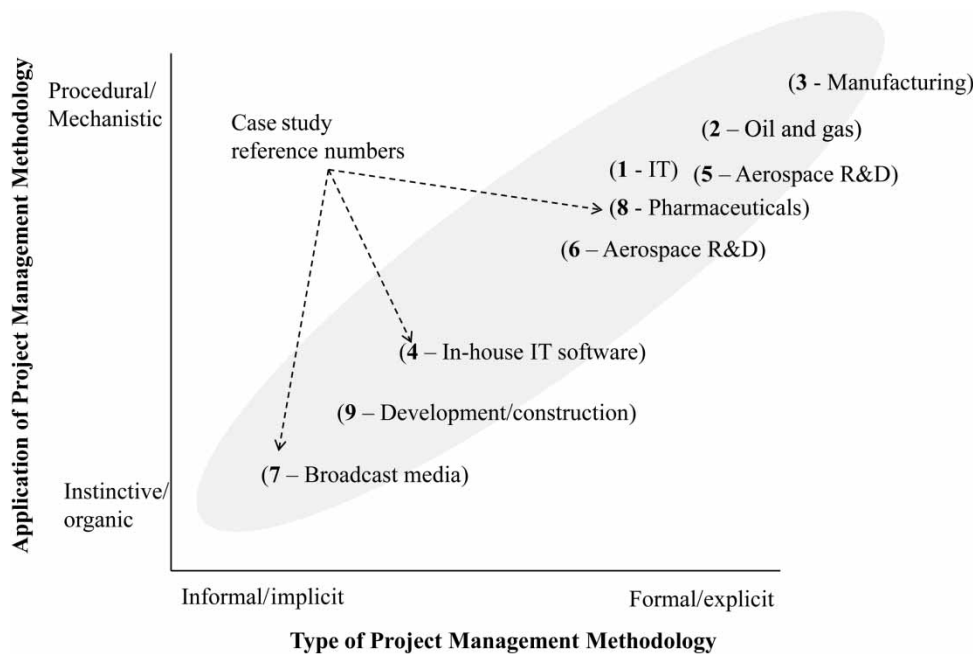 Application of Project Management Methodology
Procedural/
Mechanistic
Instinctive/
organic
Case study
reference numbers
(3 - Manufacturing)
(2 – Oil and gas)
(1 - IT)
(5 – Aerospace R&D)
(8 - Pharmaceuticals)
(6 – Aerospace R&D)
(4 – In-house IT software)
(9 – Development/construction)
(7 – Broadcast media)
Informal/implicit
Formal/explicit
Type of Project Management Methodology